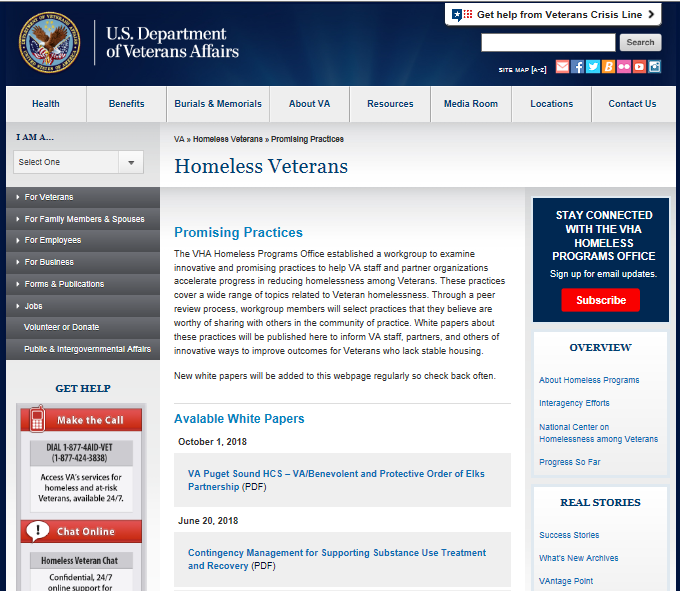 Get help from Veterans Crisis Line
U.S. Department
of Veterans Affairs
Search
SITE MAP [A-Z]
Health
Benefits
Burials & Memorials
About VA
Resources
Media Room
Locations
Contact Us
I AM A...
Select One
For Veterans
For Family Members & Spouses
For Employees
For Business
Forms & Publications
Jobs
Volunteer or Donate
Public & Intergovernmental Affairs
GET HELP
Make the Call
DIAL 1-877-4AID-VET
(1-877-424-3838)
Access VA's services for
homeless and at-risk
Veterans, available 24/7.
Chat Online
Homeless Veteran Chat
Confidential, 24/7
online support for
VA » Homeless Veterans » Promising Practices
Homeless Veterans
Promising Practices
The VHA Homeless Programs Office established a workgroup to examine
innovative and promising practices to help VA staff and partner organizations
accelerate progress in reducing homelessness among Veterans. These practices
cover a wide range of topics related to Veteran homelessness. Through a peer
review process, workgroup members will select practices that they believe are
worthy of sharing with others in the community of practice. White papers about
these practices will be published here to inform VA staff, partners, and others of
innovative ways to improve outcomes for Veterans who lack stable housing.
New white papers will be added to this webpage regularly so check back often.
Avalable White Papers
October 1, 2018
VA Puget Sound HCS – VA/Benevolent and Protective Order of Elks
Partnership (PDF)
June 20, 2018
Contingency Management for Supporting Substance Use Treatment
and Recovery (PDF)
STAY CONNECTED
WITH THE VHA
HOMELESS
PROGRAMS OFFICE
Sign up for email updates.
Subscribe
OVERVIEW
About Homeless Programs
Interagency Efforts
National Center on
Homelessness among Veterans
Progress So Far
REAL STORIES
Success Stories
What's New Archives
VAntage Point